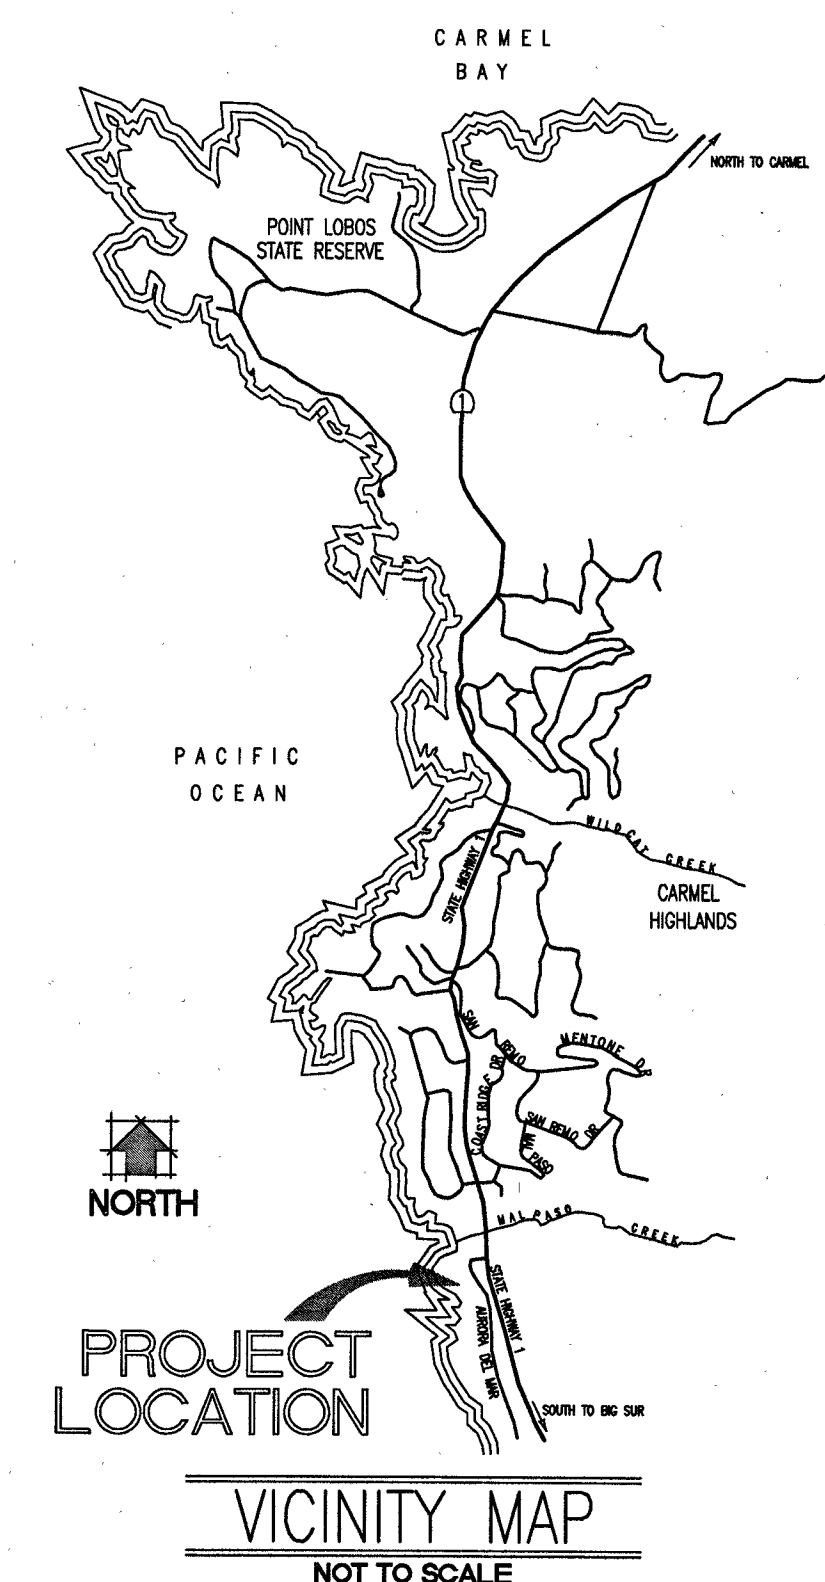 CARMEL
BAY
NORTH TO CARMEL
POINT LOBOS
STATE RESERVE
1
PACIFIC
OCEAN
WILDCAT CREEK
STATE HIGHWAY 1
CARMEL
HIGHLANDS
SAN REMO
MENTONE DR
COAST RIDGE DR
SAN REMO DR
MAL PASO
NORTH
MAL PASO CREEK
STATE HIGHWAY 1
AURORA DEL MAR
PROJECT
LOCATION
SOUTH TO BIG SUR
VICINITY MAP
NOT TO SCALE